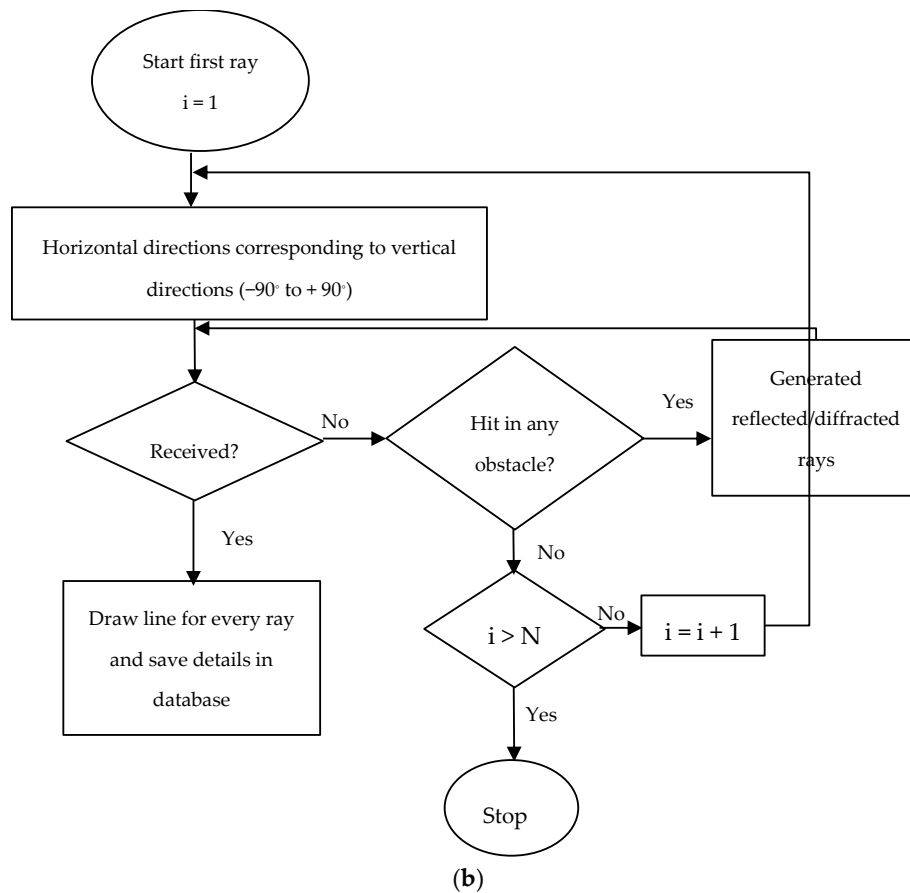 Start first ray
i = 1
Horizontal directions corresponding to vertical
directions (−90° to + 90°)
Received?
No
Hit in any
obstacle?
Yes
Generated
reflected/diffracted
rays
Yes
Draw line for every ray
and save details in
database
No
i > N
No
i = i + 1
Yes
Stop
(b)